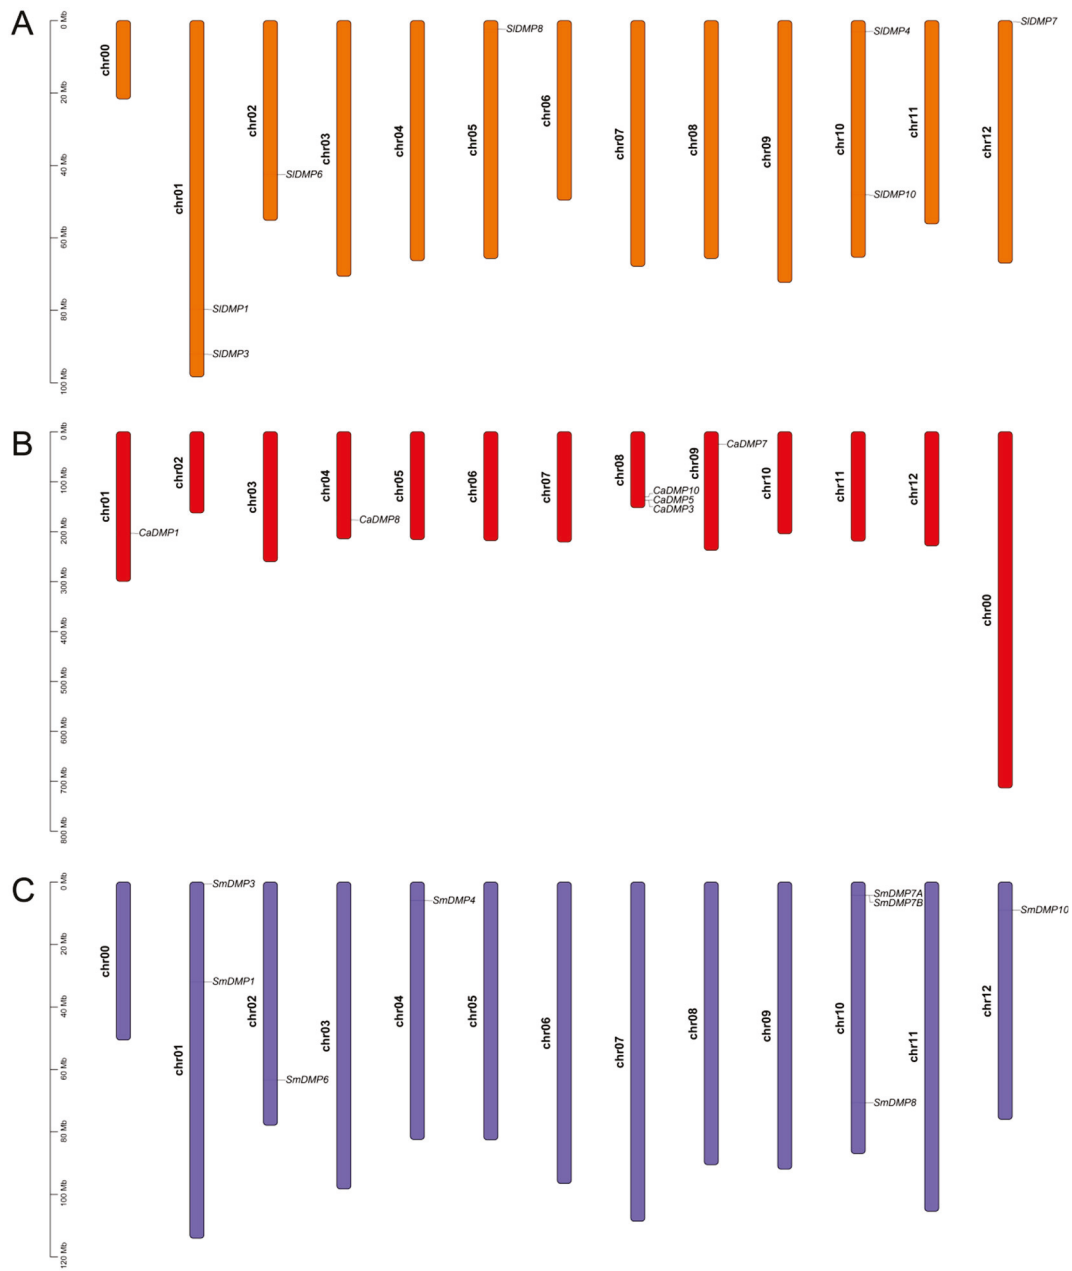 A
0 Mb
20 Mb
40 Mb
60 Mb
80 Mb
100 Mb
chr00
chr01
SlDMP1
SlDMP3
chr02
SlDMP6
chr03
chr04
chr05
SlDMP8
chr06
chr07
chr08
chr09
chr10
SlDMP4
SlDMP10
chr11
chr12
SlDMP7
B
0 Mb
100 Mb
200 Mb
300 Mb
400 Mb
500 Mb
600 Mb
700 Mb
800 Mb
chr01
CaDMP1
chr02
chr03
chr04
CaDMP8
chr05
chr06
chr07
chr08
CaDMP10
CaDMP5
CaDMP3
chr09
CaDMP7
chr10
chr11
chr12
chr00
C
0 Mb
20 Mb
40 Mb
60 Mb
80 Mb
100 Mb
120 Mb
chr00
chr01
SmDMP3
SmDMP1
chr02
SmDMP6
chr03
chr04
SmDMP4
chr05
chr06
chr07
chr08
chr09
chr10
SmDMP7A
SmDMP7B
SmDMP8
chr11
chr12
SmDMP10